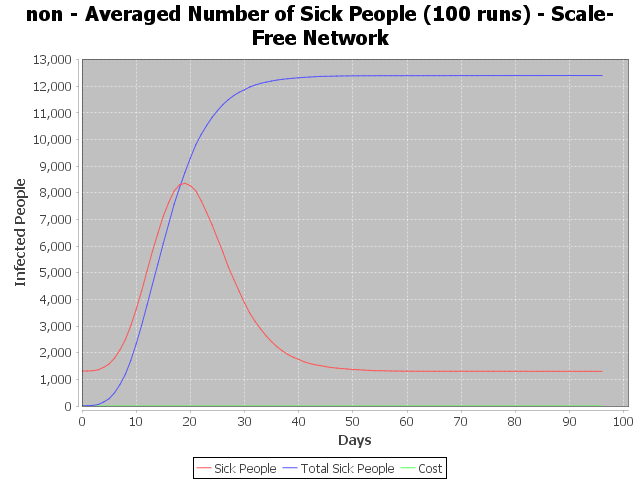 non - Averaged Number of Sick People (100 runs) - Scale-
Free Network
13,000
12,000
11,000
10,000
9,000
8,000
7,000
6,000
5,000
4,000
3,000
2,000
1,000
0
Infected People
0 10 20 30 40 50 60 70 80 90 100
Days
Sick People Total Sick People Cost